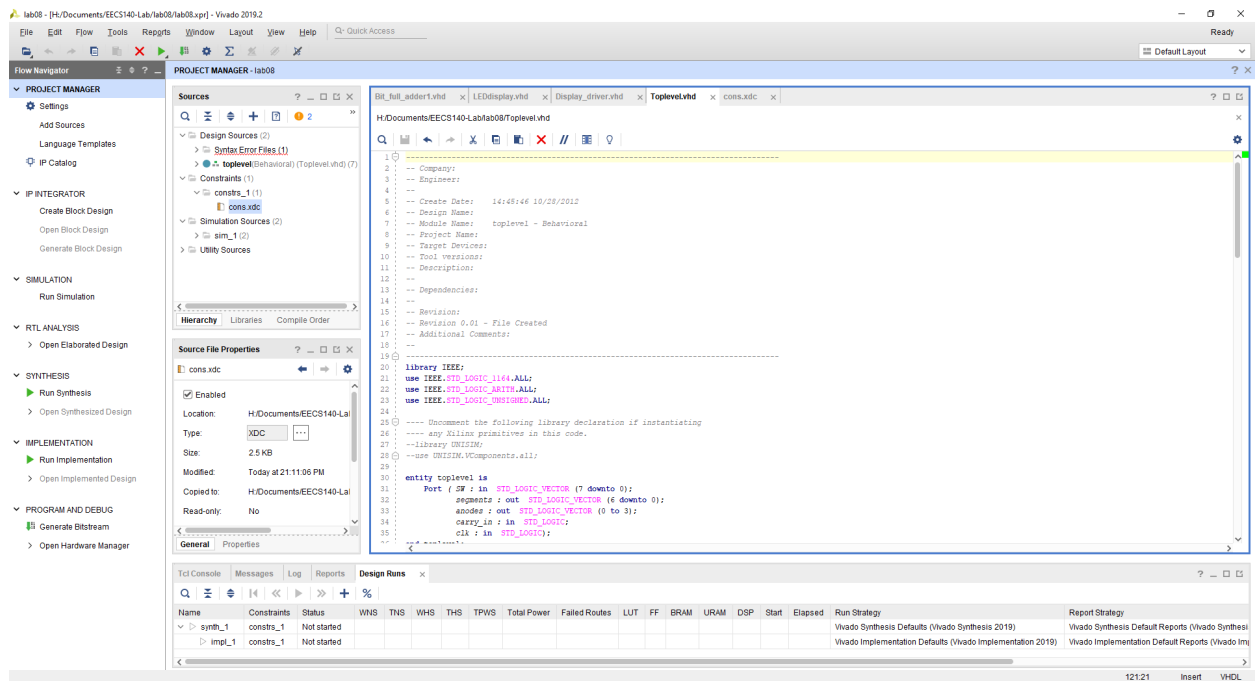 lab08 - [H:/Documents/EECS140-Lab/lab08/lab08.xpr] - Vivado 2019.2
File Edit Flow Tools Reports Window Layout View Help Quick Access
Ready
Default Layout
Flow Navigator
PROJECT MANAGER
Settings
Add Sources
Language Templates
IP Catalog
IP INTEGRATOR
Create Block Design
Open Block Design
Generate Block Design
SIMULATION
Run Simulation
RTL ANALYSIS
Open Elaborated Design
SYNTHESIS
Run Synthesis
Open Synthesized Design
IMPLEMENTATION
Run Implementation
Open Implemented Design
PROGRAM AND DEBUG
Generate Bitstream
Open Hardware Manager
PROJECT MANAGER - lab08
Sources
2
Design Sources (2)
Syntax Error Files (1)
toplevel(Behavioral) (Toplevel.vhd) (7)
Constraints (1)
constrs_1 (1)
cons.xdc
Simulation Sources (2)
sim_1 (2)
Utility Sources
Hierarchy Libraries Compile Order
Source File Properties
cons.xdc
Enabled
Location: H:/Documents/EECS140-Lal
Type: XDC
Size: 2.5 KB
Modified: Today at 21:11:06 PM
Copied to: H:/Documents/EECS140-Lal
Read-only: No
General Properties
Bit_full_adder1.vhd LEDdisplay.vhd Display_driver.vhd Toplevel.vhd cons.xdc
H:/Documents/EECS140-Lab/lab08/Toplevel.vhd
1 ----------------------------------------------------------------------------------
2 -- Company:
3 -- Engineer:
4 --
5 -- Create Date: 14:45:46 10/28/2012
6 -- Design Name:
7 -- Module Name: toplevel - Behavioral
8 -- Project Name:
9 -- Target Devices:
10 -- Tool versions:
11 -- Description:
12 --
13 -- Dependencies:
14 --
15 -- Revision:
16 -- Revision 0.01 - File Created
17 -- Additional Comments:
18 --
19 ----------------------------------------------------------------------------------
20 library IEEE;
21 use IEEE.STD_LOGIC_1164.ALL;
22 use IEEE.STD_LOGIC_ARITH.ALL;
23 use IEEE.STD_LOGIC_UNSIGNED.ALL;
24
25 ---- Uncomment the following library declaration if instantiating
26 ---- any Xilinx primitives in this code.
27 --library UNISIM;
28 --use UNISIM.VComponents.all;
29
30 entity toplevel is
31 Port ( SW : in STD_LOGIC_VECTOR (7 downto 0);
32 segments : out STD_LOGIC_VECTOR (6 downto 0);
33 anodes : out STD_LOGIC_VECTOR (0 to 3);
34 carry_in : in STD_LOGIC;
35 clk : in STD_LOGIC);
Tcl Console Messages Log Reports Design Runs
Name Constraints Status WNS TNS WHS THS TPWS Total Power Failed Routes LUT FF BRAM URAM DSP Start Elapsed Run Strategy Report Strategy
synth_1 constrs_1 Not started Vivado Synthesis Defaults (Vivado Synthesis 2019) Vivado Synthesis Default Reports (Vivado Synthesi
impl_1 constrs_1 Not started Vivado Implementation Defaults (Vivado Implementation 2019) Vivado Implementation Default Reports (Vivado Im
121:21 Insert VHDL